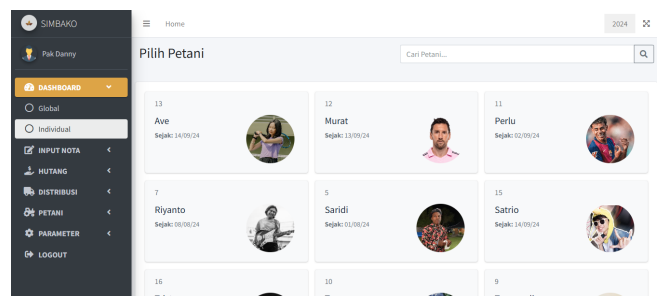 SIMBAKO
Home
2024
Pak Danny
Pilih Petani
Cari Petani...
DASHBOARD
Global
Individual
INPUT NOTA
HUTANG
DISTRIBUSI
PETANI
PARAMETER
LOGOUT
13
Ave
Sejak: 14/09/24
12
Murat
Sejak: 13/09/24
11
Perlu
Sejak: 02/09/24
7
Riyanto
Sejak: 08/08/24
5
Saridi
Sejak: 01/08/24
15
Satrio
Sejak: 14/09/24
16
10
9